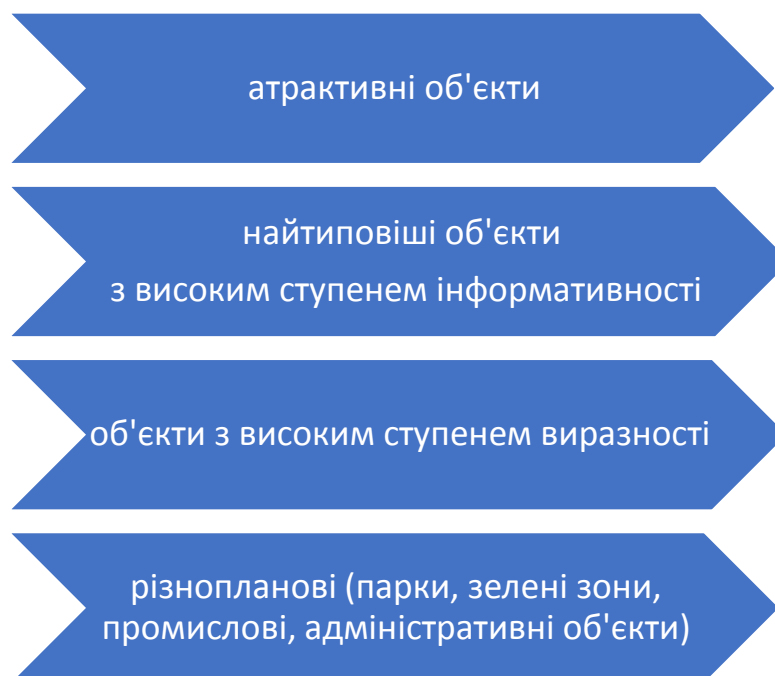 атрактивні об'єкти
найтиповіші об'єкти
з високим ступенем інформативності
об'єкти з високим ступенем виразності
різнопланові (парки, зелені зони,
промислові, адміністративні об'єкти)